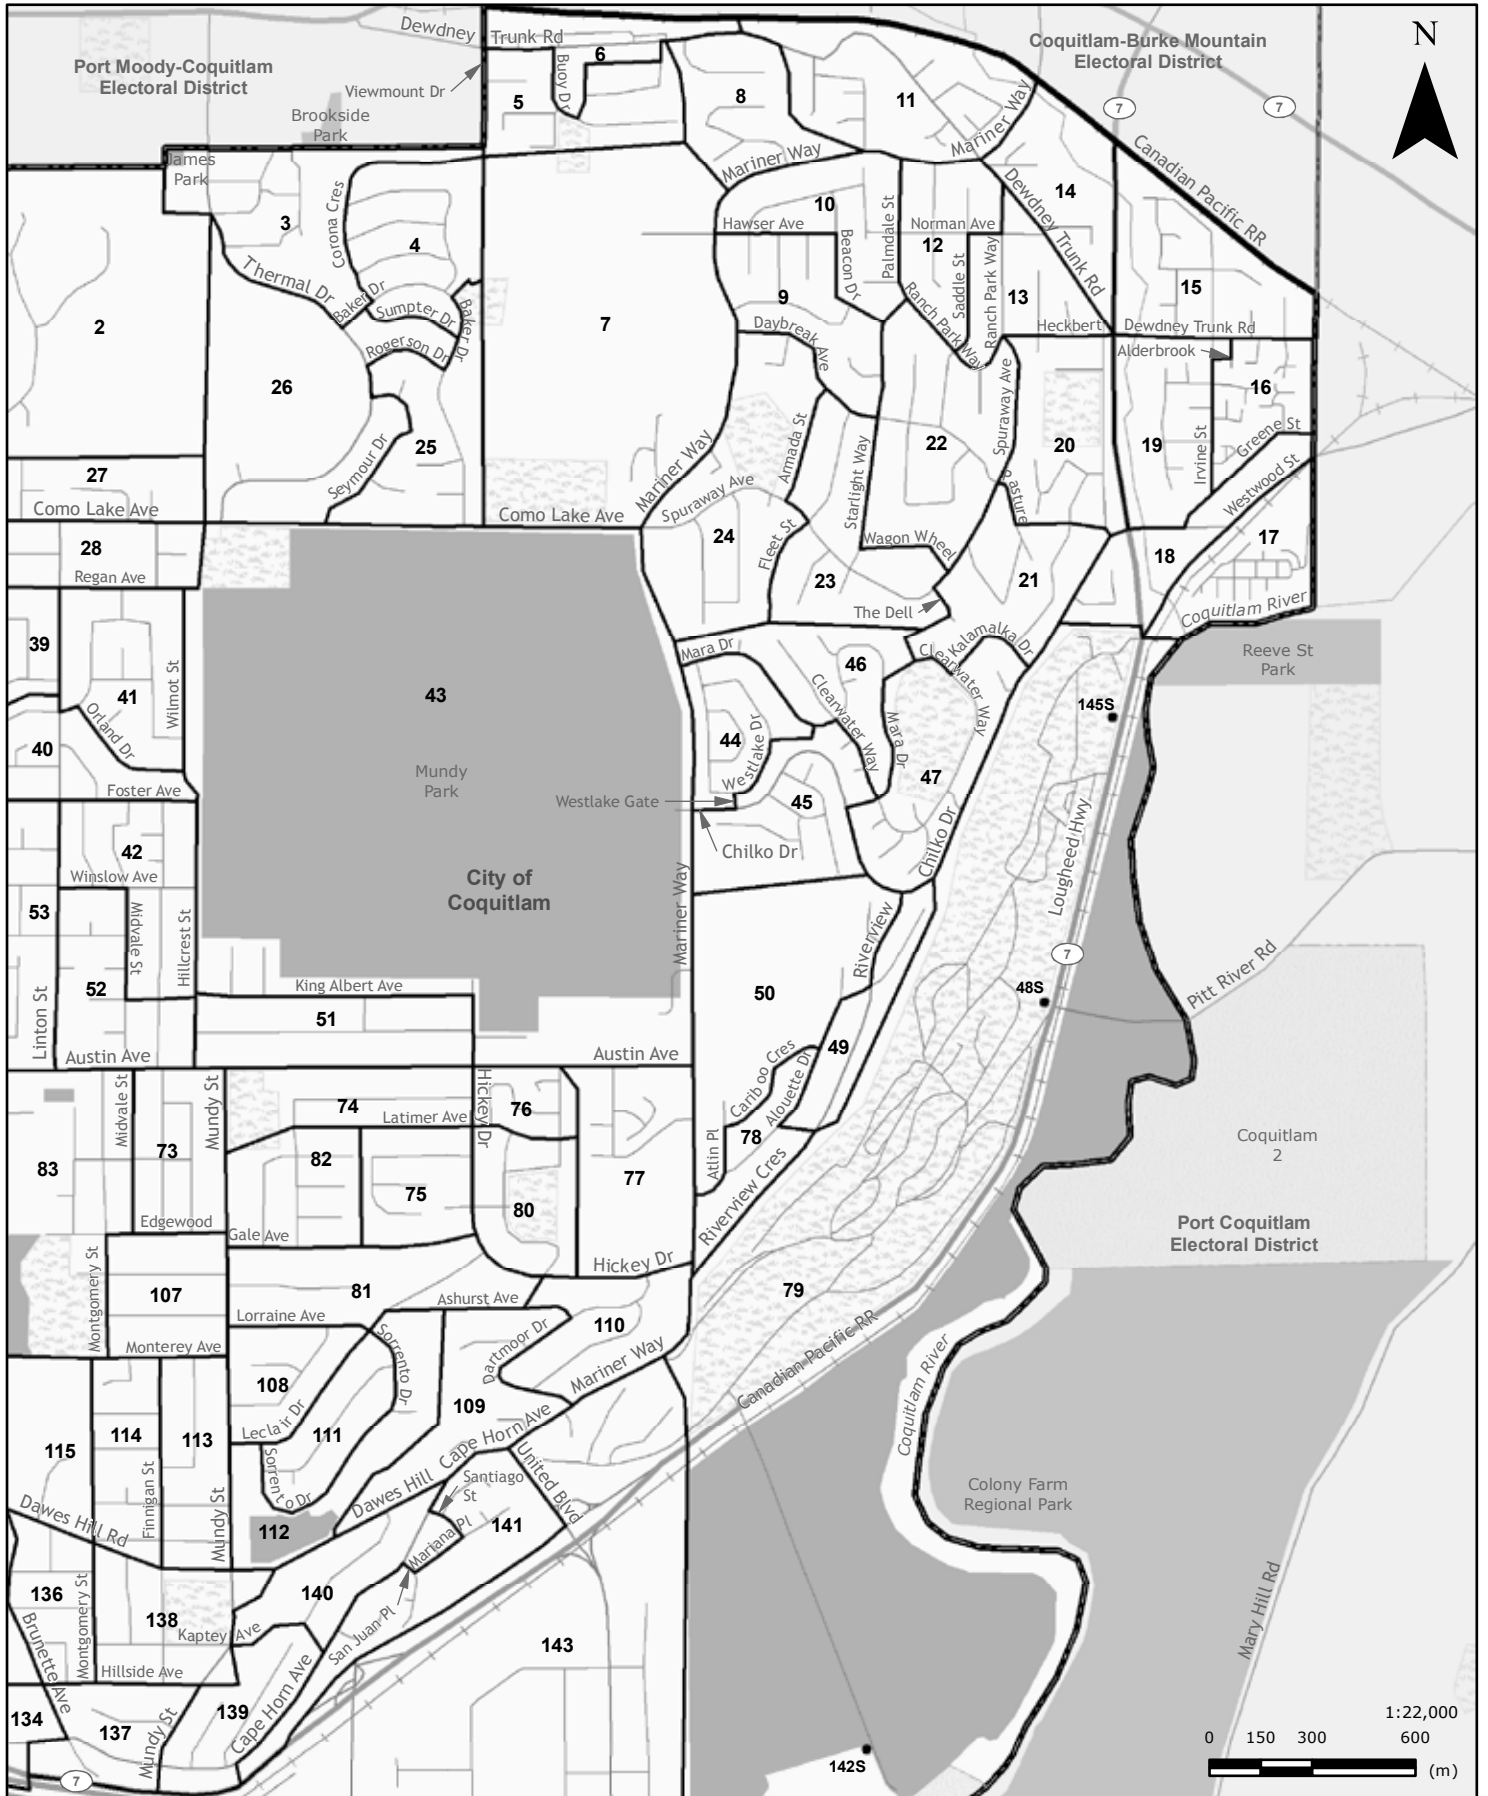 Dewdney Trunk Rd
Port Moody-Coquitlam
Electoral District
Viewmount Dr
Brookside
Park
James
Park
Buoy Dr
5
6
8
11
Coquitlam-Burke Mountain
Electoral District
7
7
N
Mariner Way
Mariner Way
Canadian Pacific RR
Corona Cres
3
4
2
Thermal Dr
Baker Dr
Sumpter Dr
Baker Dr
Rogerson Dr
26
25
Seymour Dr
7
10
Hawser Ave
Palmdale St
Norman Ave
12
Beacon Dr
9
Daybreak Ave
Saddle St
Ranch Park Way
Ranch Park Way
13
14
Dewdney Trunk Rd
15
Heckbert
Dewdney Trunk Rd
Alderbrook
16
Irvine St
Greene St
Westwood St
19
20
22
Spuraway Ave
Pasture
17
18
Coquitlam River
27
Como Lake Ave
Como Lake Ave
Mariner Way
Spuraway Ave
Armada St
Starlight Way
24
Fleet St
Wagon Wheel
23
21
The Dell
28
Regan Ave
39
41
Wilmot St
Orland Dr
40
Foster Ave
43
Mundy
Park
City of
Coquitlam
Mara Dr
46
Clearwater Way
Kalamalka Dr
Clearwater Way
Mara Dr
44
Westlake Dr
Westlake Gate
45
47
Chilko Dr
Chilko Dr
145S
Lougheed Hwy
Reeve St
Park
42
Winslow Ave
53
Midvale St
Hillcrest St
52
Linton St
Austin Ave
King Albert Ave
51
Austin Ave
Mariner Way
50
Riverview
49
Cariboo Cres
Alouette Dr
7
48S
Pitt River Rd
Coquitlam
2
Port Coquitlam
Electoral District
83
Midvale St
73
Mundy St
74
Latimer Ave
Hickey Dr
76
82
75
80
77
Atlin Pl
78
Riverview Cres
Edgewood
Gale Ave
Hickey Dr
Montgomery St
107
81
Lorraine Ave
Ashurst Ave
Monterey Ave
79
Canadian Pacific RR
Coquitlam River
108
Leclair Dr
Sorrento Dr
111
Sorrento Dr
109
Dartmoor Dr
110
Mariner Way
115
114
113
Finnigan St
Mundy St
Dawes Hill Rd
112
Dawes Hill
Cape Horn Ave
Santiago
St
United Blvd
141
Mariana Pl
Colony Farm
Regional Park
136
Montgomery St
138
Kaptey Ave
140
San Juan Pl
Brunette Ave
Hillside Ave
143
Mary Hill Rd
134
137
Mundy St
139
Cape Horn Ave
7
142S
1:22,000
0 150 300 600
(m)